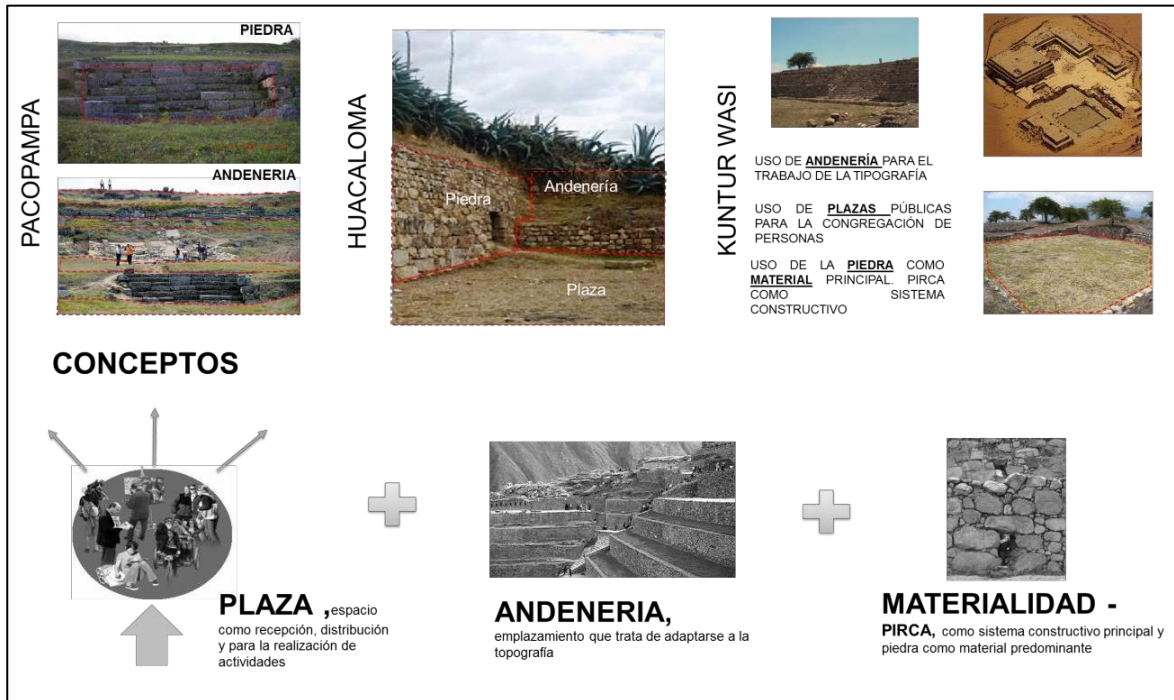 PACOPAMPA
PIEDRA
ANDENERIA
HUACALOMA
Piedra
Andenería
Plaza
KUNTUR WASI
USO DE ANDENERÍA PARA EL
TRABAJO DE LA TIPOGRAFÍA
USO DE PLAZAS PÚBLICAS
PARA LA CONGREGACIÓN DE
PERSONAS
USO DE LA PIEDRA COMO
MATERIAL PRINCIPAL. PIRCA
COMO SISTEMA
CONSTRUCTIVO
CONCEPTOS
PLAZA ,espacio
como recepción, distribución
y para la realización de
actividades
ANDENERIA,
emplazamiento que trata de adaptarse a la
topografía
MATERIALIDAD -
PIRCA, como sistema constructivo principal y
piedra como material predominante